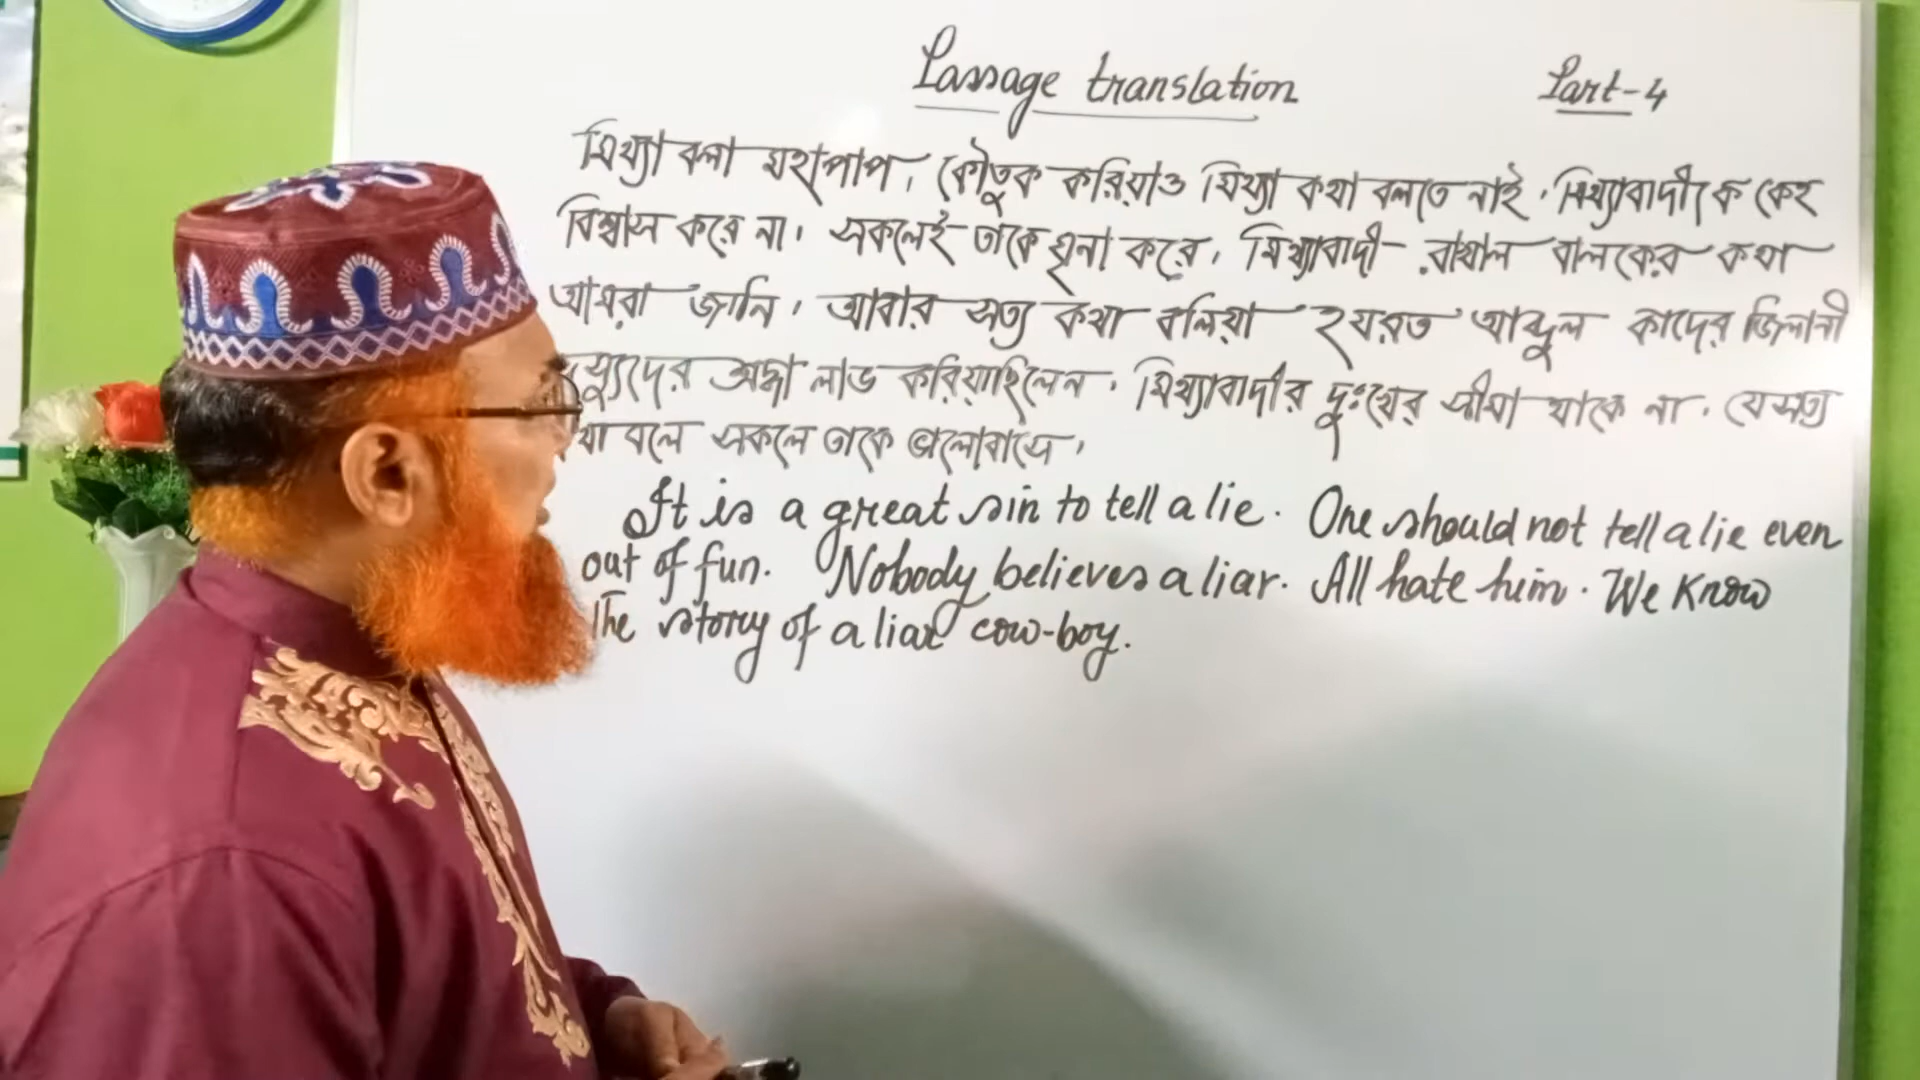 Passage translation Part-4
মিথ্যা বলা মহাপাপ। কৌতুক করিয়াও মিথ্যা কথা বলতে নাই। মিথ্যাবাদীকে কেহ
বিশ্বাস করে না। সকলেই তাকে ঘৃনা করে। মিথ্যাবাদী রাখাল বালকের কথা
আমরা জানি। আবার সত্য কথা বলিয়া হযরত আব্দুল কাদের জিলানী
শ্রদ্ধা লাভ করিয়াছিলেন। মিথ্যাবাদীর দুঃখের সীমা থাকে না। যে সত্য
বলে সকলে তাকে ভালোবাসে।
It is a great sin to tell a lie. One should not tell a lie even
out of fun. Nobody believes a liar. All hate him. We know
The story of a liar cow-boy.